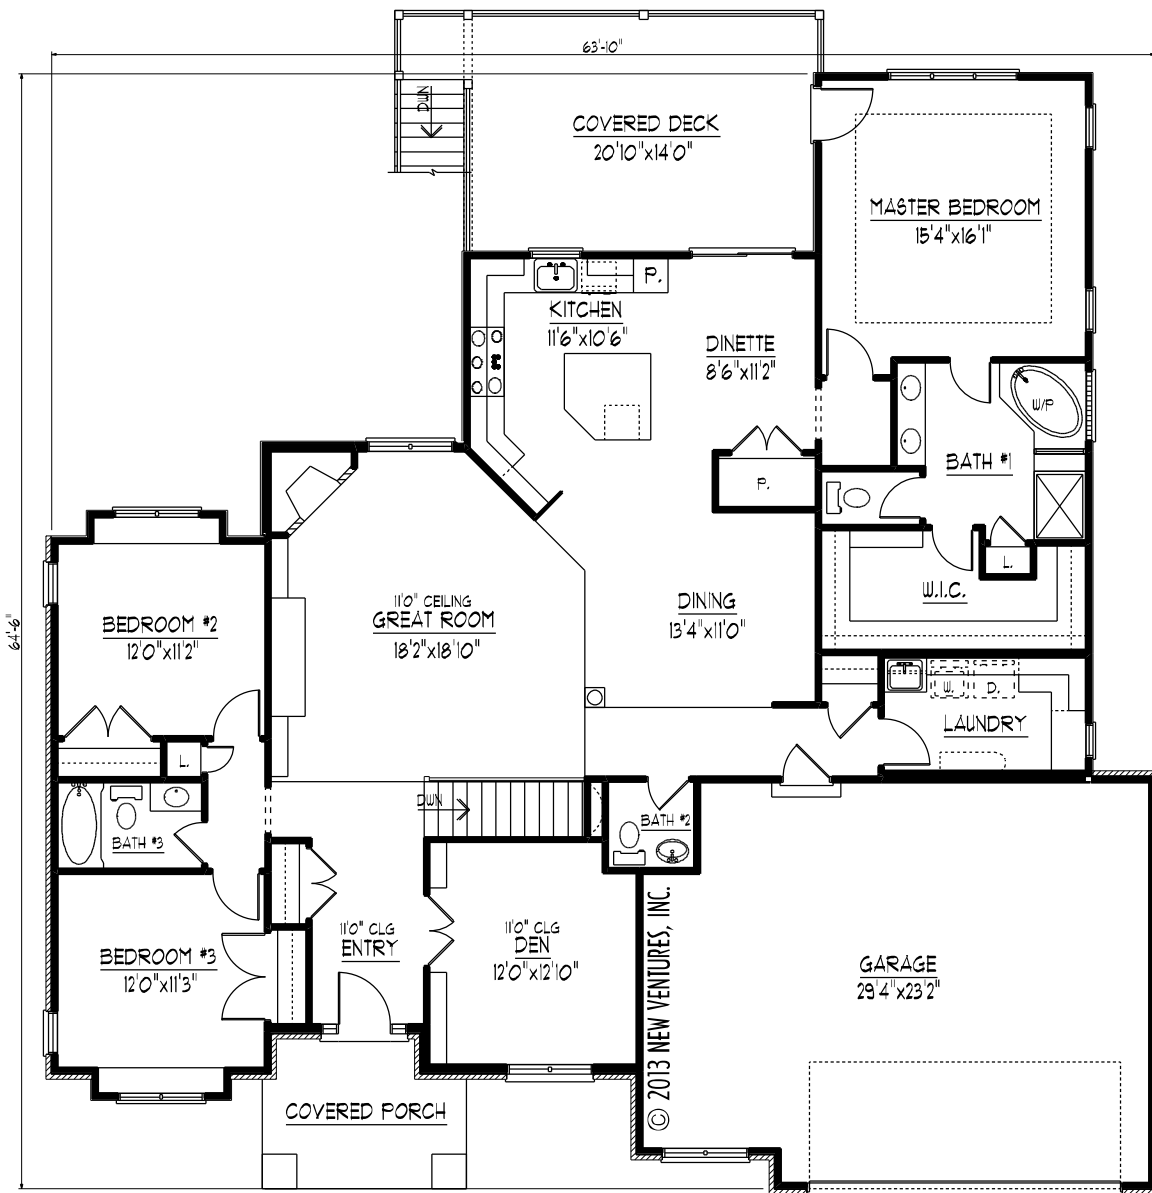 63'-10"
DWN
COVERED DECK
20'10"x14'0"
MASTER BEDROOM
15'4"x16'1"
P.
KITCHEN
11'6"x10'6"
DINETTE
8'6"x11'2"
W/P
BATH #1
P.
L.
W.I.C.
64'-6"
11'0" CEILING
GREAT ROOM
18'2"x18'10"
DINING
13'4"x11'0"
BEDROOM #2
12'0"x11'2"
W.
D.
LAUNDRY
L.
DWN
BATH #2
BATH #3
BEDROOM #3
12'0"x11'3"
11'0" CLG
ENTRY
11'0" CLG
DEN
12'0"x12'10"
© 2013 NEW VENTURES, INC.
GARAGE
29'4"x23'2"
COVERED PORCH